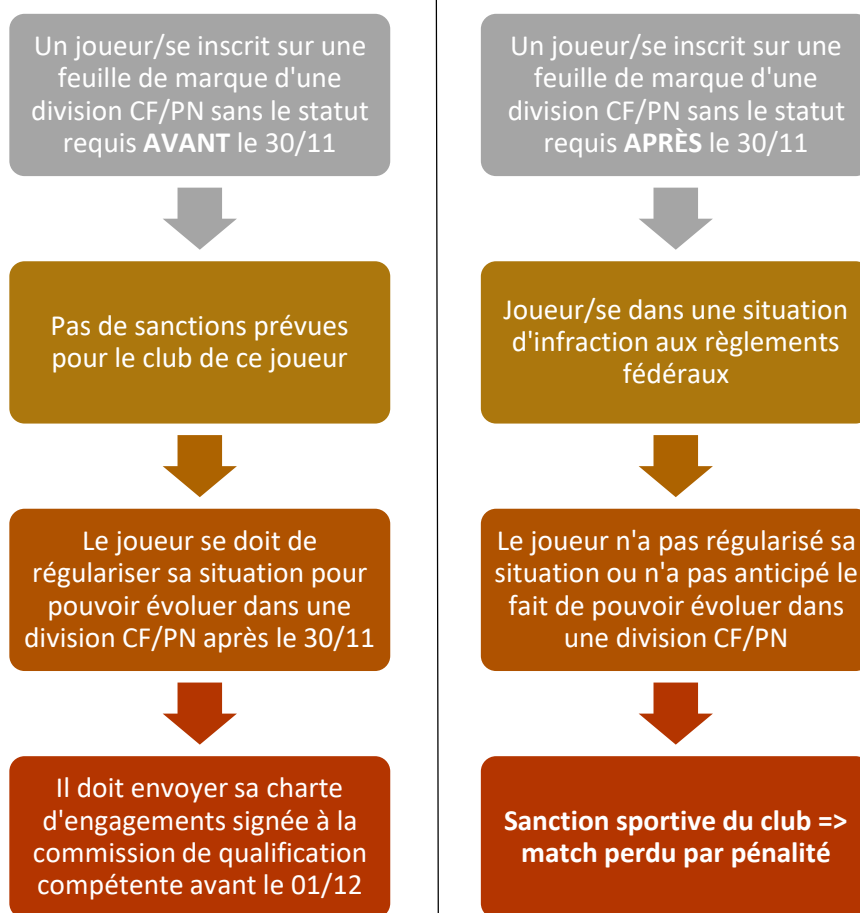 Un joueur/se inscrit sur une
feuille de marque d'une
division CF/PN sans le statut
requis AVANT le 30/11
Pas de sanctions prévues
pour le club de ce joueur
Le joueur se doit de
régulariser sa situation pour
pouvoir évoluer dans une
division CF/PN après le 30/11
Il doit envoyer sa charte
d'engagements signée à la
commission de qualification
compétente avant le 01/12
Un joueur/se inscrit sur une
feuille de marque d'une
division CF/PN sans le statut
requis APRÈS le 30/11
Joueur/se dans une situation
d'infraction aux règlements
fédéraux
Le joueur n'a pas régularisé sa
situation ou n'a pas anticipé le
fait de pouvoir évoluer dans
une division CF/PN
Sanction sportive du club =>
match perdu par pénalité